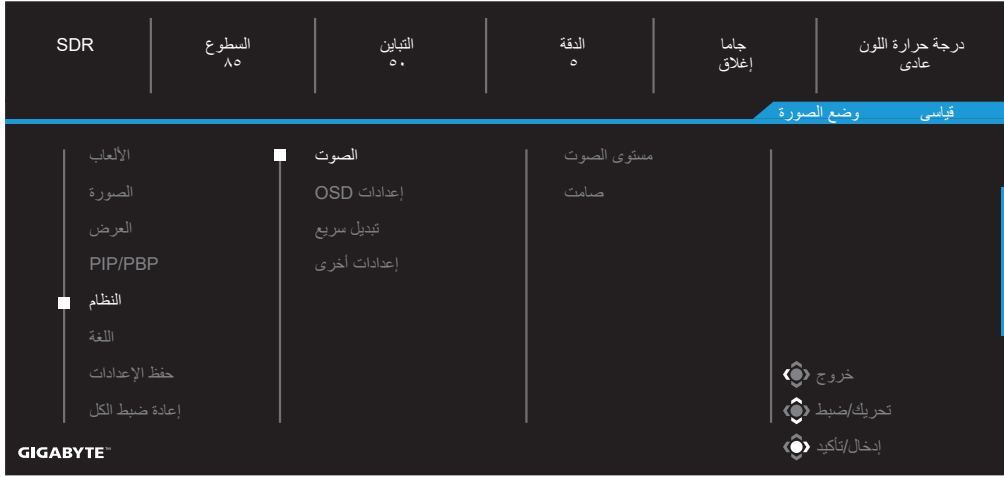 SDR
السطوع
٨٥
التباين
٥٠
الدقة
٥
جاما
إغلاق
درجة حرارة اللون
عادى
قياسى
وضع الصورة
الألعاب
الصورة
العرض
PIP/PBP
النظام
اللغة
حفظ الإعدادات
إعادة ضبط الكل
الصوت
إعدادات OSD
تبديل سريع
إعدادات أخرى
مستوى الصوت
صامت
خروج
تحريك/ضبط
إدخال/تأكيد
GIGABYTE™